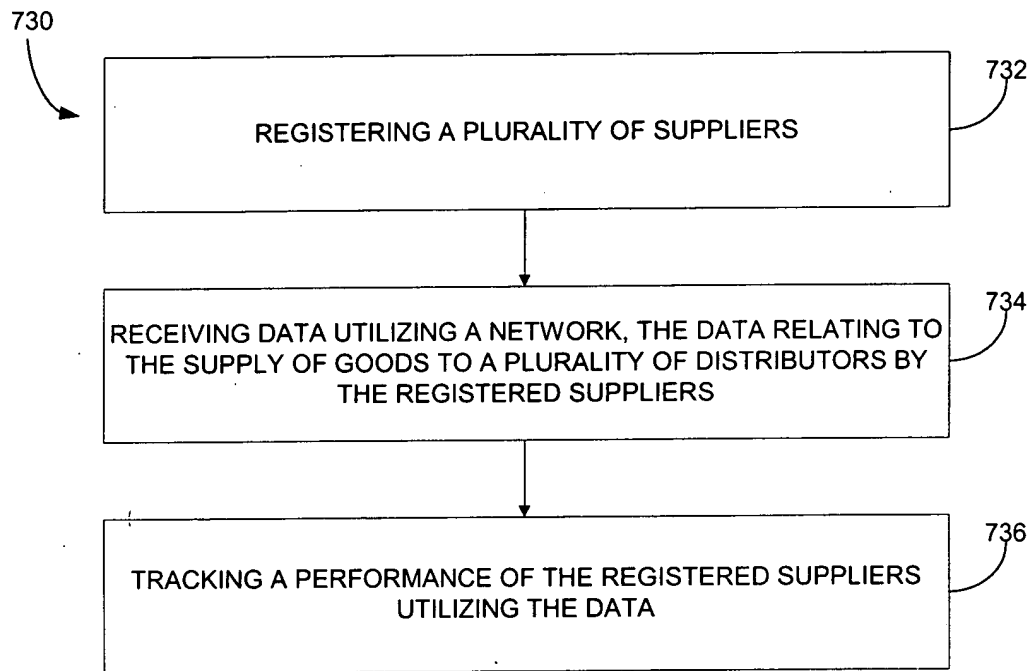 730
732
REGISTERING A PLURALITY OF SUPPLIERS
734
RECEIVING DATA UTILIZING A NETWORK, THE DATA RELATING TO
THE SUPPLY OF GOODS TO A PLURALITY OF DISTRIBUTORS BY
THE REGISTERED SUPPLIERS
736
TRACKING A PERFORMANCE OF THE REGISTERED SUPPLIERS
UTILIZING THE DATA